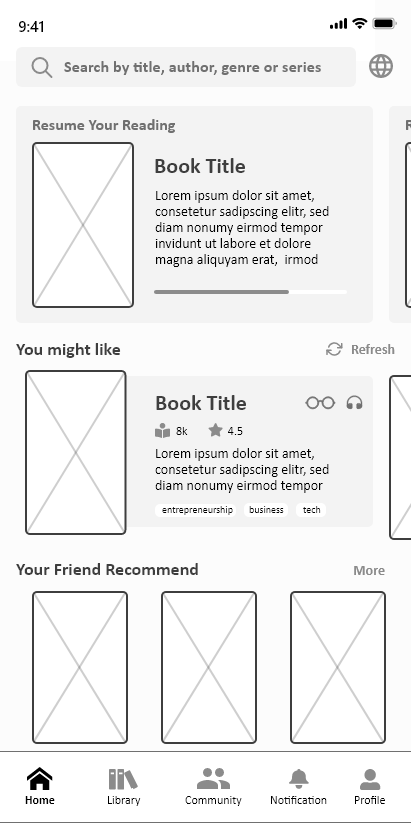 9:41
Search by title, author, genre or series
Resume Your Reading
R
Book Title
Lorem ipsum dolor sit amet,
consetetur sadipscing elitr, sed
diam nonumy eirmod tempor
invidunt ut labore et dolore
magna aliquyam erat, irmod
You might like
Refresh
Book Title
8k
4.5
Lorem ipsum dolor sit amet,
consetetur sadipscing elitr, sed
diam nonumy eirmod tempor
entrepreneurship business tech
Your Friend Recommend
More
Home Library Community Notification Profile